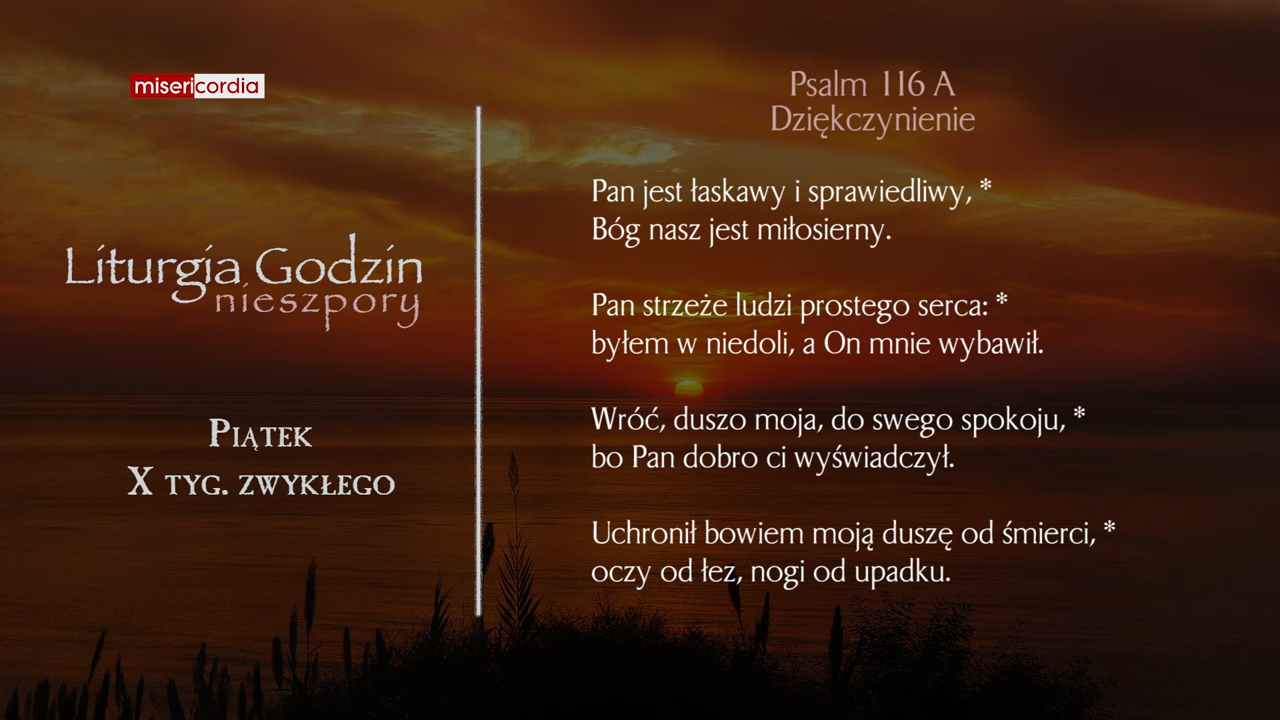 misericordia
Liturgia Godzin
nieszpory
Piątek
X tyg. zwykłego
Psalm 116 A
Dziękczynienie
Pan jest łaskawy i sprawiedliwy, *
Bóg nasz jest miłosierny.
Pan strzeże ludzi prostego serca: *
byłem w niedoli, a On mnie wybawił.
Wróć, duszo moja, do swego spokoju, *
bo Pan dobro ci wyświadczył.
Uchronił bowiem moją duszę od śmierci, *
oczy od łez, nogi od upadku.